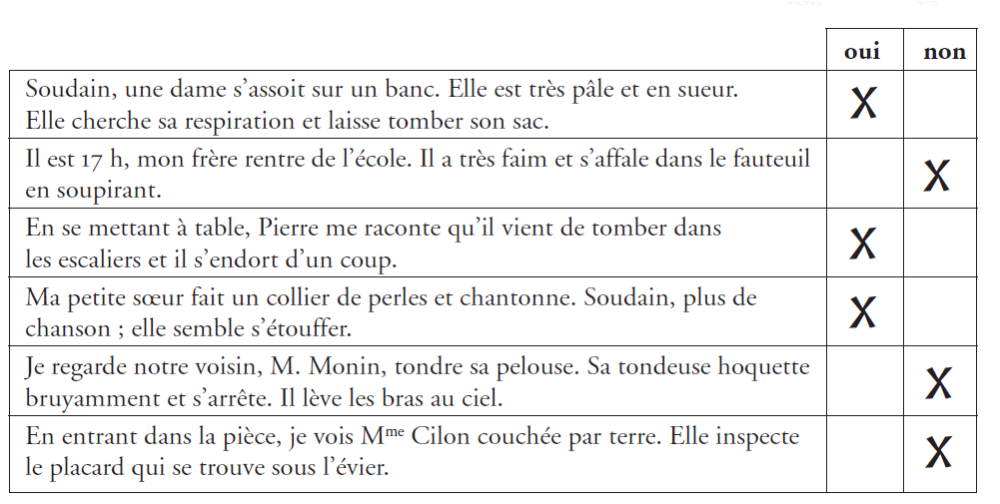 oui non
Soudain, une dame s’assoit sur un banc. Elle est très pâle et en sueur.
Elle cherche sa respiration et laisse tomber son sac.
X
Il est 17 h, mon frère rentre de l’école. Il a très faim et s’affale dans le fauteuil
en soupirant.
X
En se mettant à table, Pierre me raconte qu’il vient de tomber dans
les escaliers et il s’endort d’un coup.
X
Ma petite sœur fait un collier de perles et chantonne. Soudain, plus de
chanson ; elle semble s’étouffer.
X
Je regarde notre voisin, M. Monin, tondre sa pelouse. Sa tondeuse hoquette
bruyamment et s’arrête. Il lève les bras au ciel.
X
En entrant dans la pièce, je vois Mme Cilon couchée par terre. Elle inspecte
le placard qui se trouve sous l’évier.
X